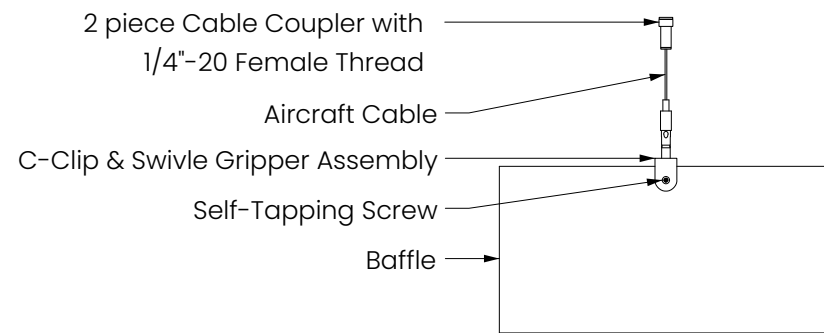 2 piece Cable Coupler with
1/4"-20 Female Thread
Aircraft Cable
C-Clip & Swivle Gripper Assembly
Self-Tapping Screw
Baffle